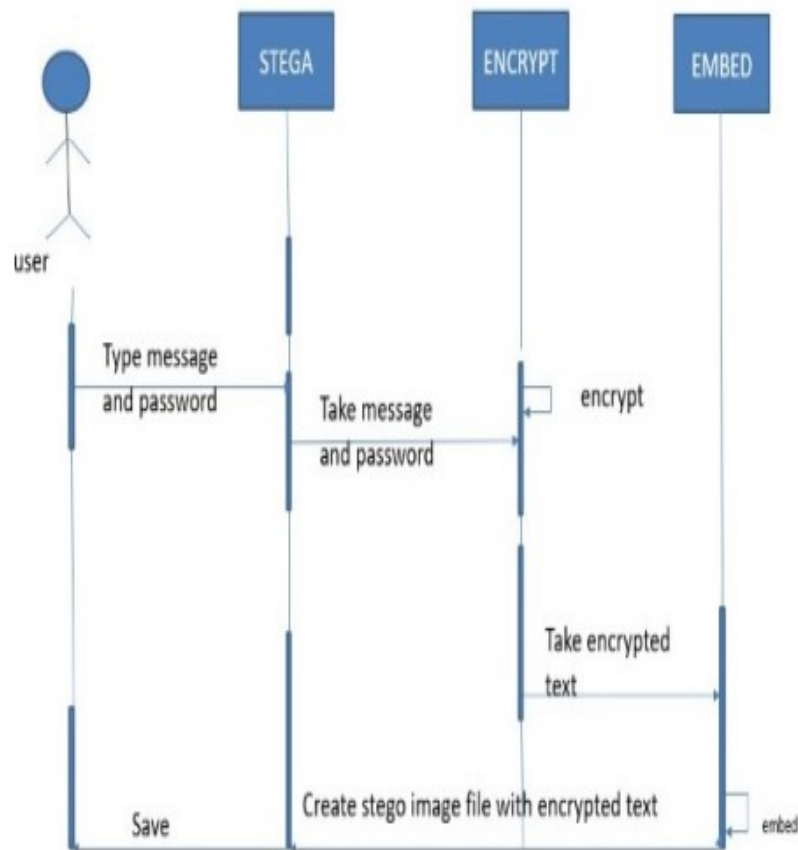 STEGA
ENCRYPT
EMBED
user
Type message
and password
Take message
and password
encrypt
Take encrypted
text
Create stego image file with encrypted text
embed
Save